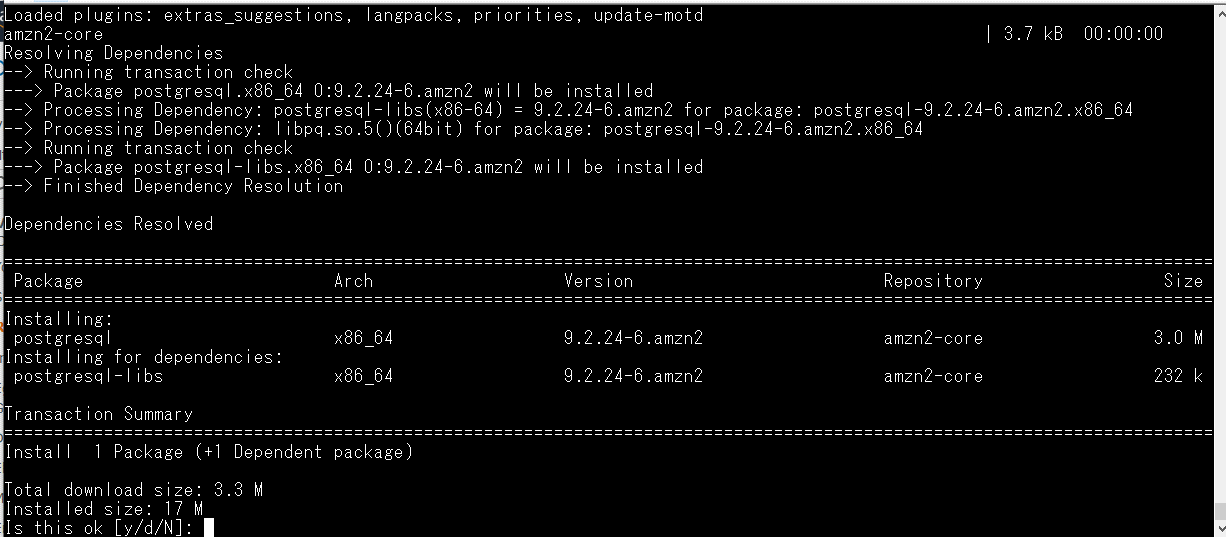 Loaded plugins: extras_suggestions, langpacks, priorities, update-motd
amzn2-core | 3.7 kB 00:00:00
Resolving Dependencies
--> Running transaction check
---> Package postgresql.x86_64 0:9.2.24-6.amzn2 will be installed
--> Processing Dependency: postgresql-libs(x86-64) = 9.2.24-6.amzn2 for package: postgresql-9.2.24-6.amzn2.x86_64
--> Processing Dependency: libpq.so.5()(64bit) for package: postgresql-9.2.24-6.amzn2.x86_64
--> Running transaction check
---> Package postgresql-libs.x86_64 0:9.2.24-6.amzn2 will be installed
--> Finished Dependency Resolution
Dependencies Resolved
================================================================================
Package Arch Version Repository Size
================================================================================
Installing:
postgresql x86_64 9.2.24-6.amzn2 amzn2-core 3.0 M
Installing for dependencies:
postgresql-libs x86_64 9.2.24-6.amzn2 amzn2-core 232 k
Transaction Summary
================================================================================
Install 1 Package (+1 Dependent package)
Total download size: 3.3 M
Installed size: 17 M
Is this ok [y/d/N]: